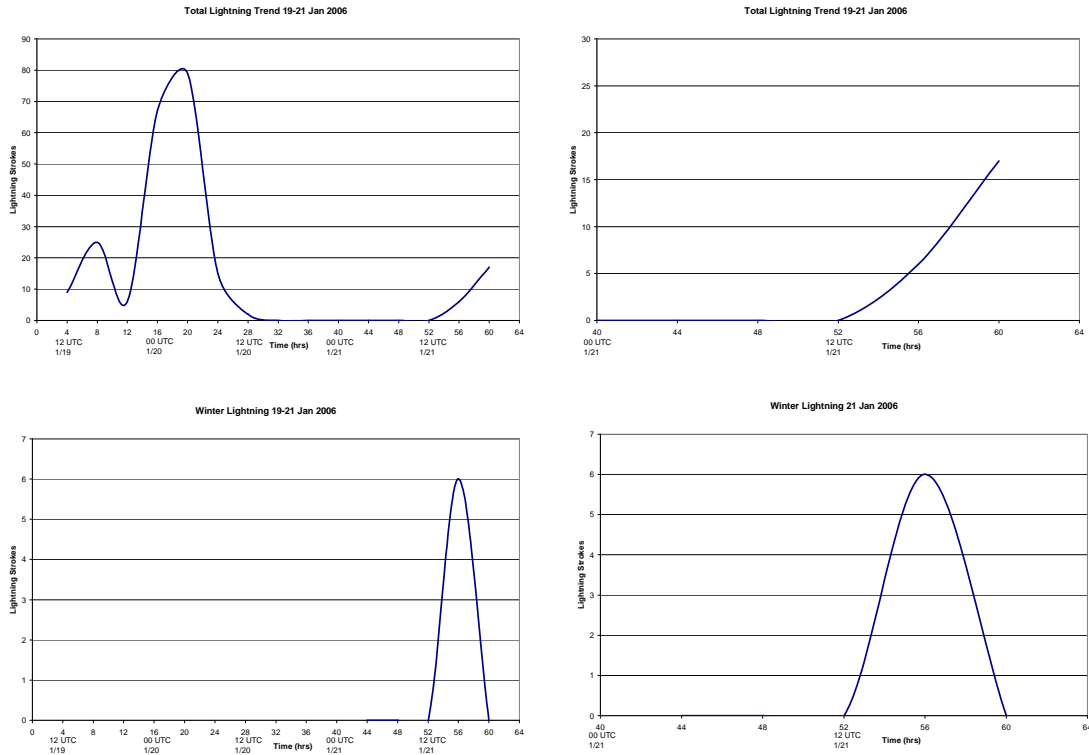 Total Lightning Trend 19-21 Jan 2006
90
80
70
60
50
40
30
20
10
0
Lightning Strokes
0 4 8 12 16 20 24 28 32 36 40 44 48 52 56 60 64
12 UTC 00 UTC 12 UTC Time (hrs) 00 UTC 12 UTC
1/19 1/20 1/20 1/21 1/21
Total Lightning Trend 19-21 Jan 2006
30
25
20
15
10
5
0
Lightning Strokes
40 44 48 52 56 60 64
00 UTC 12 UTC Time (hrs)
1/21 1/21
Winter Lightning 19-21 Jan 2006
7
6
5
4
3
2
1
0
Lightning Strokes
0 4 8 12 16 20 24 28 32 36 40 44 48 52 56 60 64
12 UTC 00 UTC 12 UTC Time (hrs) 00 UTC 12 UTC
1/19 1/20 1/20 1/21 1/21
Winter Lightning 21 Jan 2006
7
6
5
4
3
2
1
0
Lightning Strokes
40 44 48 52 56 60 64
00 UTC 12 UTC Time (hrs)
1/21 1/21